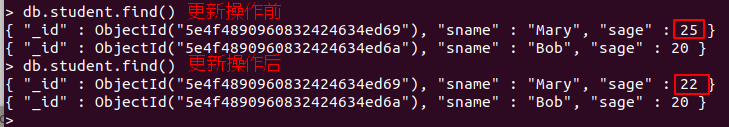 > db.student.find() 更新操作前
{ "_id" : ObjectId("5e4f4890960832424634ed69"), "sname" : "Mary", "sage" : 25 }
{ "_id" : ObjectId("5e4f4890960832424634ed6a"), "sname" : "Bob", "sage" : 20 }
> db.student.find() 更新操作后
{ "_id" : ObjectId("5e4f4890960832424634ed69"), "sname" : "Mary", "sage" : 22 }
{ "_id" : ObjectId("5e4f4890960832424634ed6a"), "sname" : "Bob", "sage" : 20 }
>